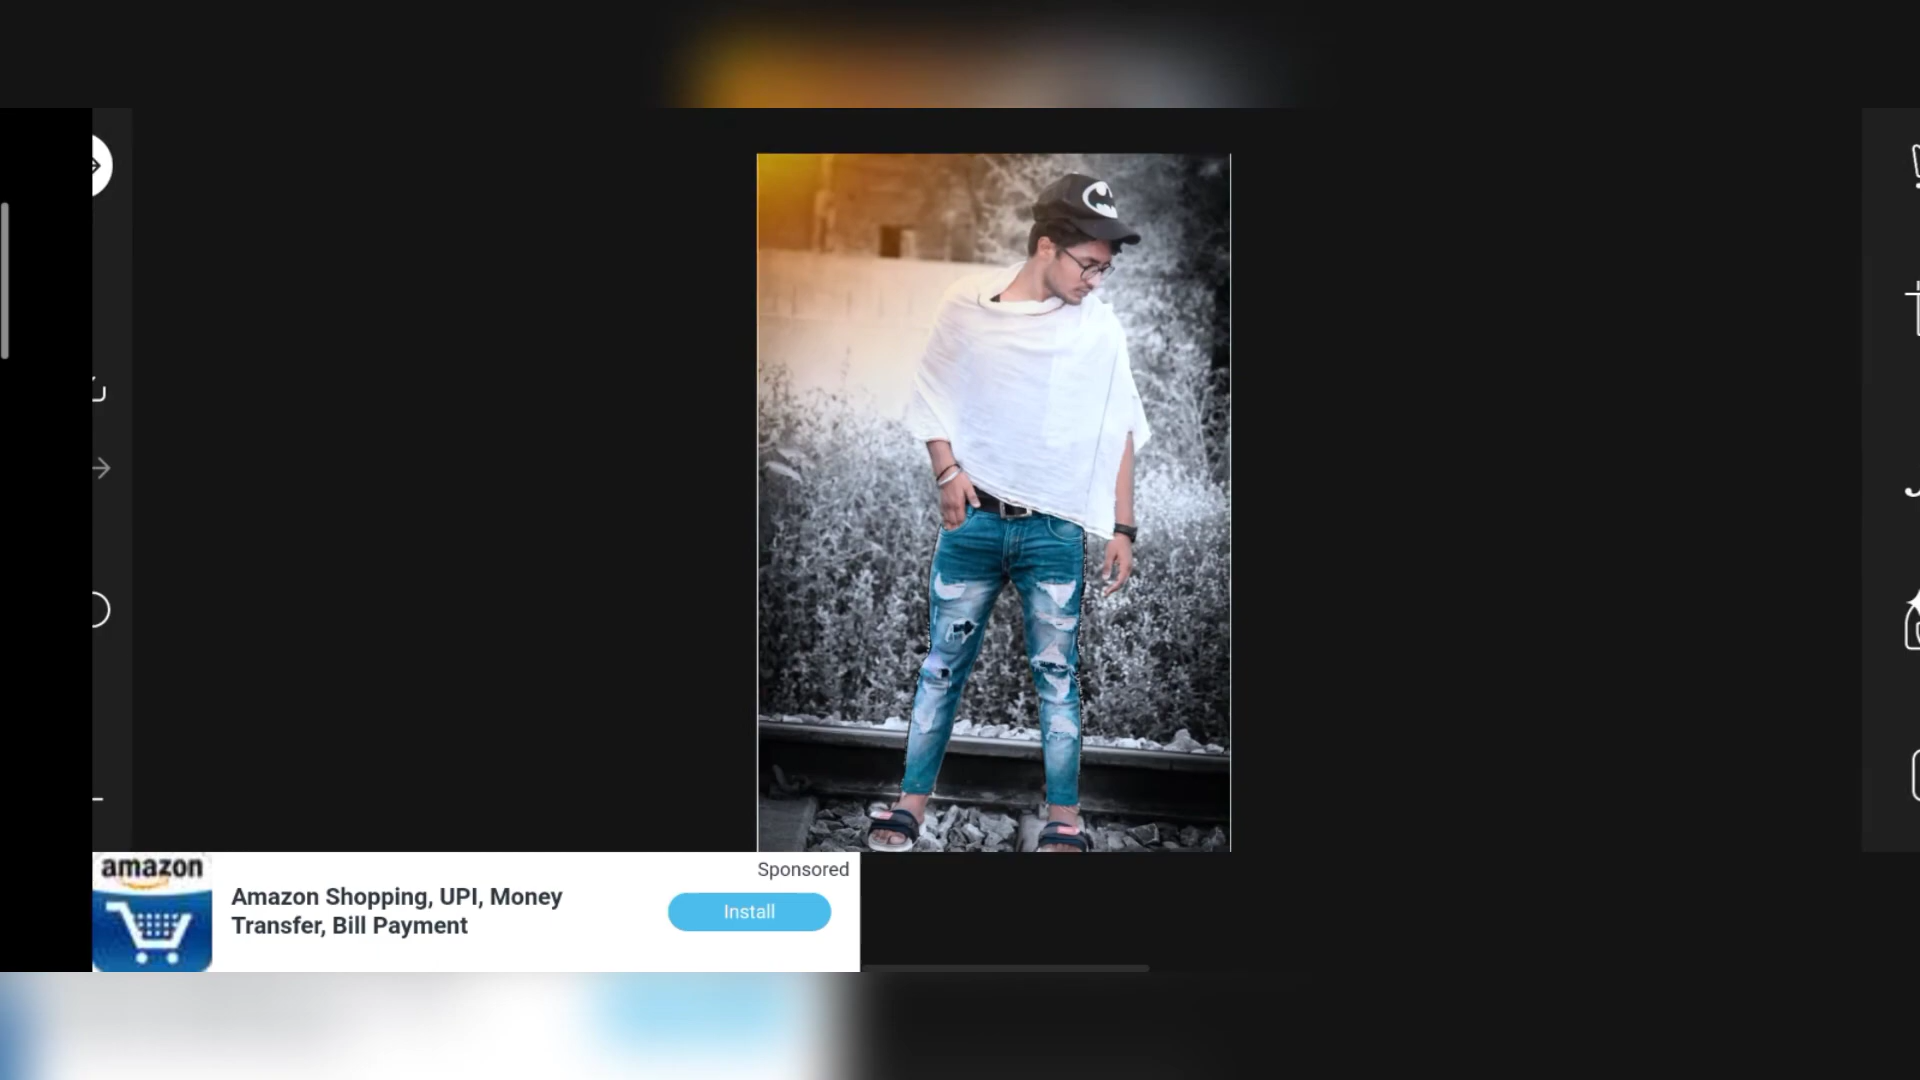 amazon
Sponsored
Amazon Shopping, UPI, Money
Transfer, Bill Payment
Install